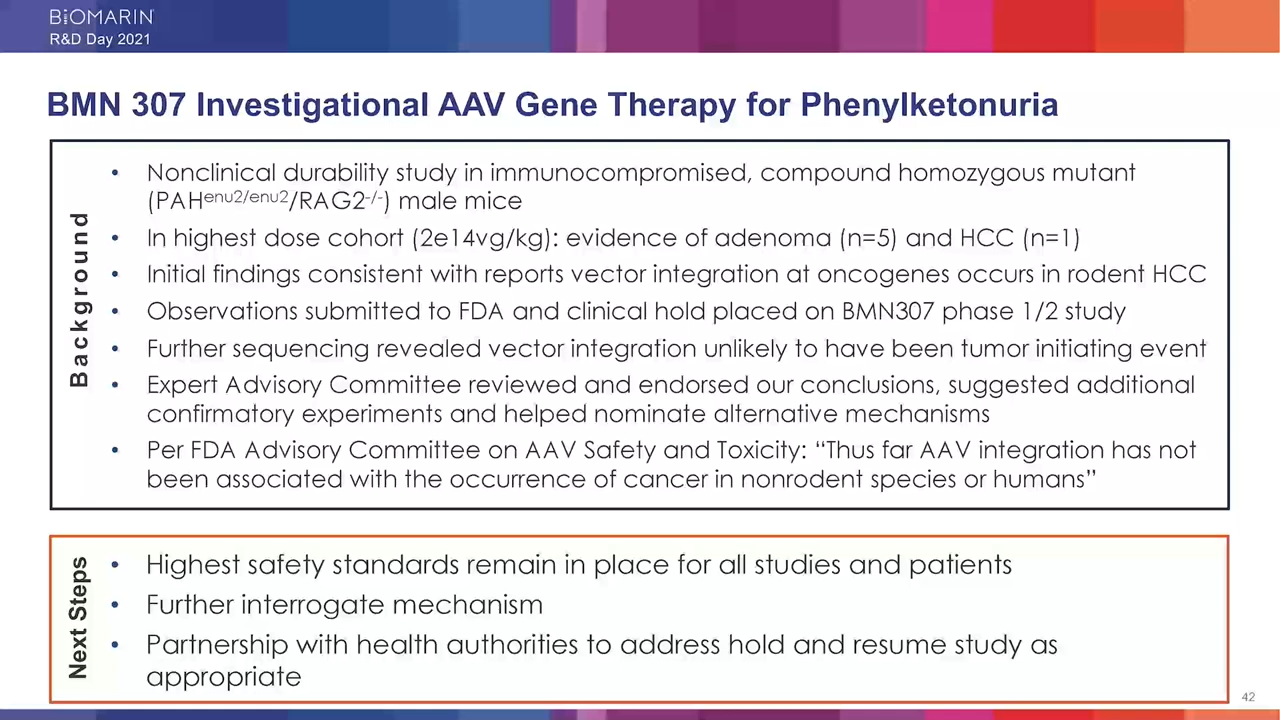 BIOMARIN
R&D Day 2021
BMN 307 Investigational AAV Gene Therapy for Phenylketonuria
Background
• Nonclinical durability study in immunocompromised, compound homozygous mutant
(PAHenu2/enu2/RAG2-/-) male mice
• In highest dose cohort (2e14vg/kg): evidence of adenoma (n=5) and HCC (n=1)
• Initial findings consistent with reports vector integration at oncogenes occurs in rodent HCC
• Observations submitted to FDA and clinical hold placed on BMN307 phase 1/2 study
• Further sequencing revealed vector integration unlikely to have been tumor initiating event
• Expert Advisory Committee reviewed and endorsed our conclusions, suggested additional
confirmatory experiments and helped nominate alternative mechanisms
• Per FDA Advisory Committee on AAV Safety and Toxicity: “Thus far AAV integration has not
been associated with the occurrence of cancer in nonrodent species or humans”
Next Steps
• Highest safety standards remain in place for all studies and patients
• Further interrogate mechanism
• Partnership with health authorities to address hold and resume study as
appropriate
42